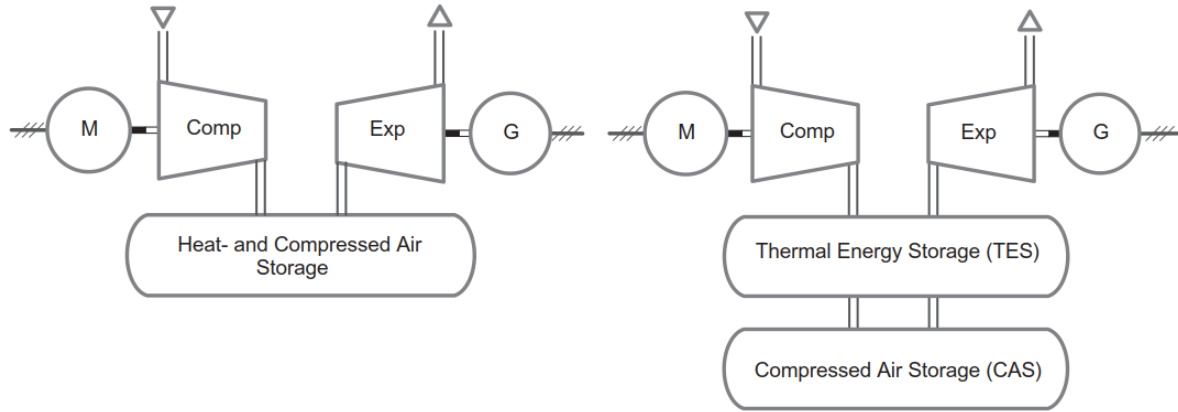 M
Comp
Exp
G
Heat- and Compressed Air
Storage
M
Comp
Exp
G
Thermal Energy Storage (TES)
Compressed Air Storage (CAS)